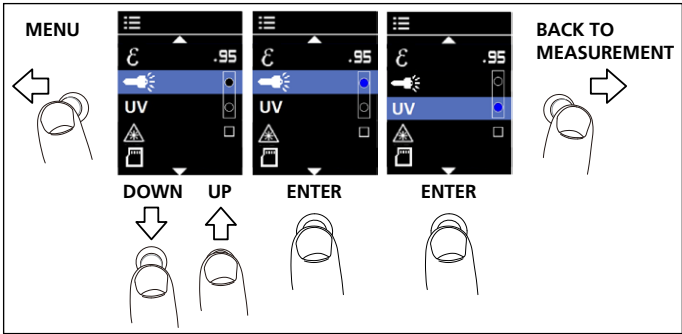 MENU
BACK TO
MEASUREMENT
ε .95
UV
ε .95
UV
ε .95
UV
DOWN UP ENTER ENTER